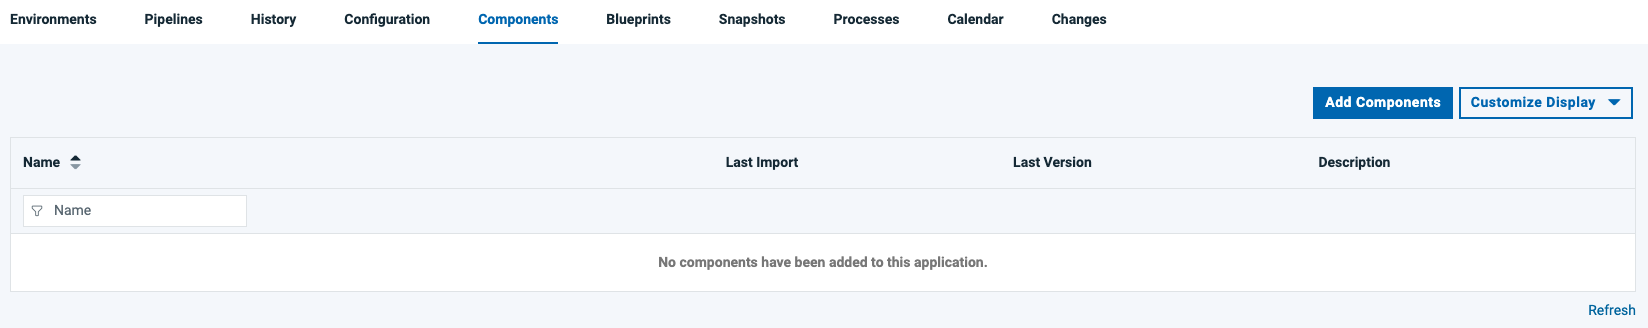 Environments Pipelines History Configuration Components Blueprints Snapshots Processes Calendar Changes
Add Components Customize Display
Name Last Import Last Version Description
Name
No components have been added to this application.
Refresh